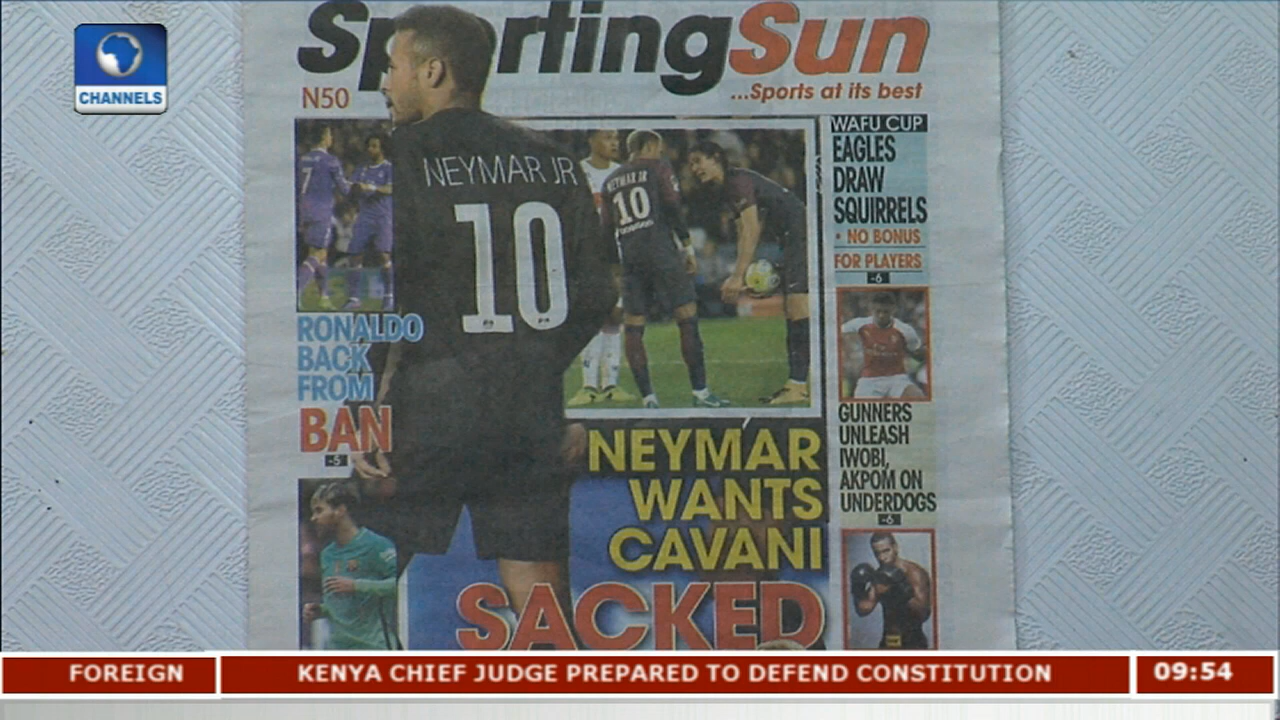 CHANNELS
SportingSun
N50
...Sports at its best
NEYMAR JR
10
7
NEYMAR JR
10
RONALDO
BACK
FROM
BAN
-5
WAFU CUP
EAGLES
DRAW
SQUIRRELS
• NO BONUS
FOR PLAYERS
-6
GUNNERS
UNLEASH
IWOBI,
AKPOM ON
UNDERDOGS
-6
NEYMAR
WANTS
CAVANI
SACKED
FOREIGN
KENYA CHIEF JUDGE PREPARED TO DEFEND CONSTITUTION
09:54